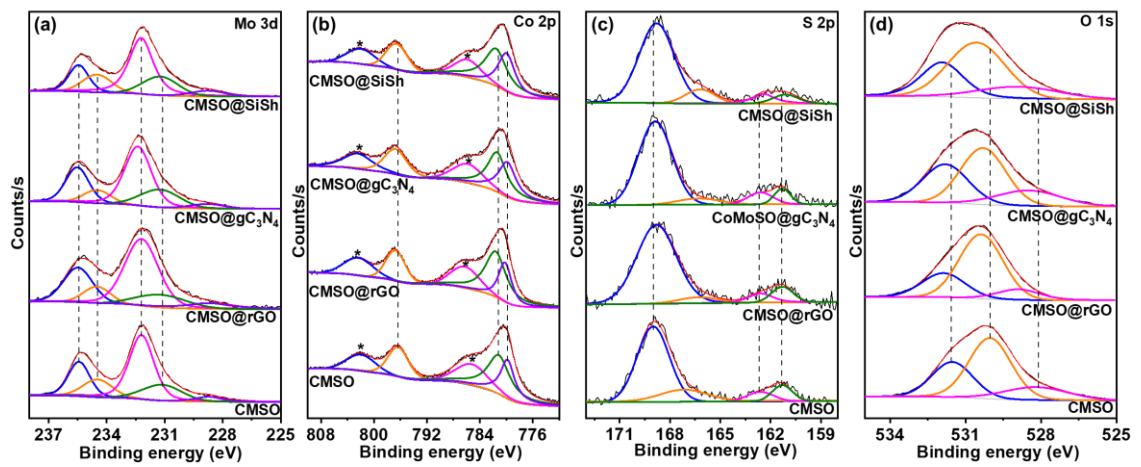 (a) Mo 3d
CMSO@SiSh
CMSO@gC₃N₄
CMSO@rGO
CMSO
Counts/s
237 234 231 228 225
Binding energy (eV)
(b) Co 2p
*
*
CMSO@SiSh
*
*
CMSO@gC₃N₄
*
*
CMSO@rGO
*
*
CMSO
Counts/s
808 800 792 784 776
Binding energy (eV)
(c) S 2p
CMSO@SiSh
CoMoSO@gC₃N₄
CMSO@rGO
CMSO
Counts/s
171 168 165 162 159
Binding energy (eV)
(d) O 1s
CMSO@SiSh
CMSO@gC₃N₄
CMSO@rGO
CMSO
Counts/s
534 531 528 525
Binding energy (eV)